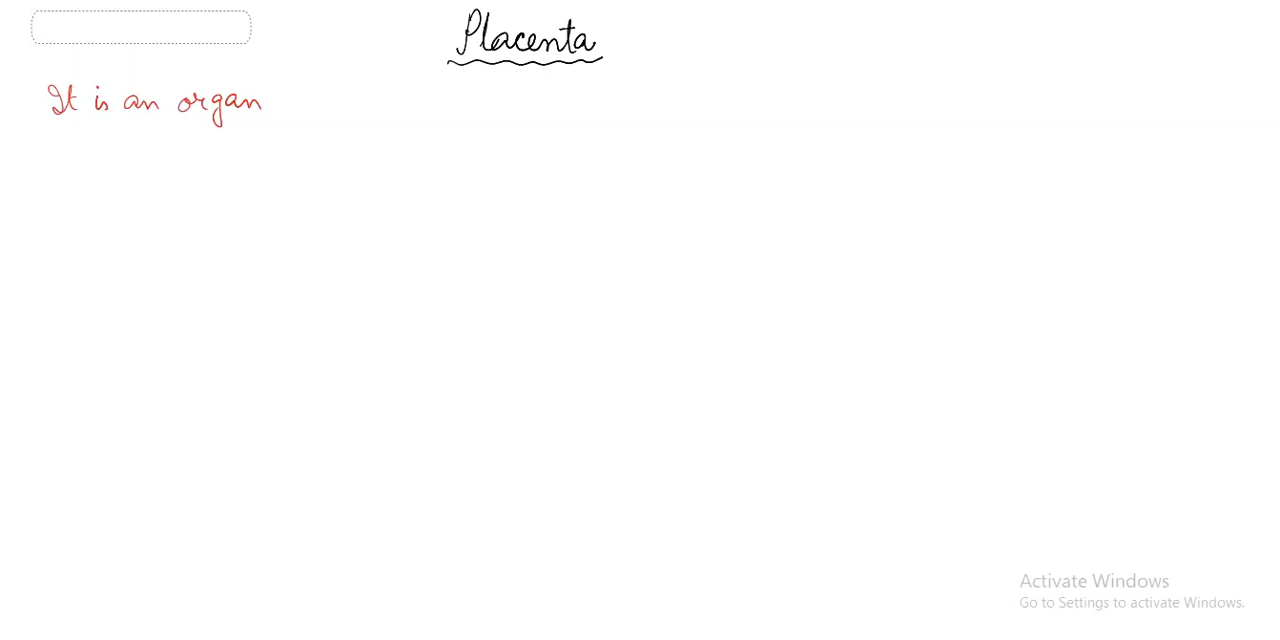 Placenta
It is an organ
Activate Windows
Go to Settings to activate Windows.